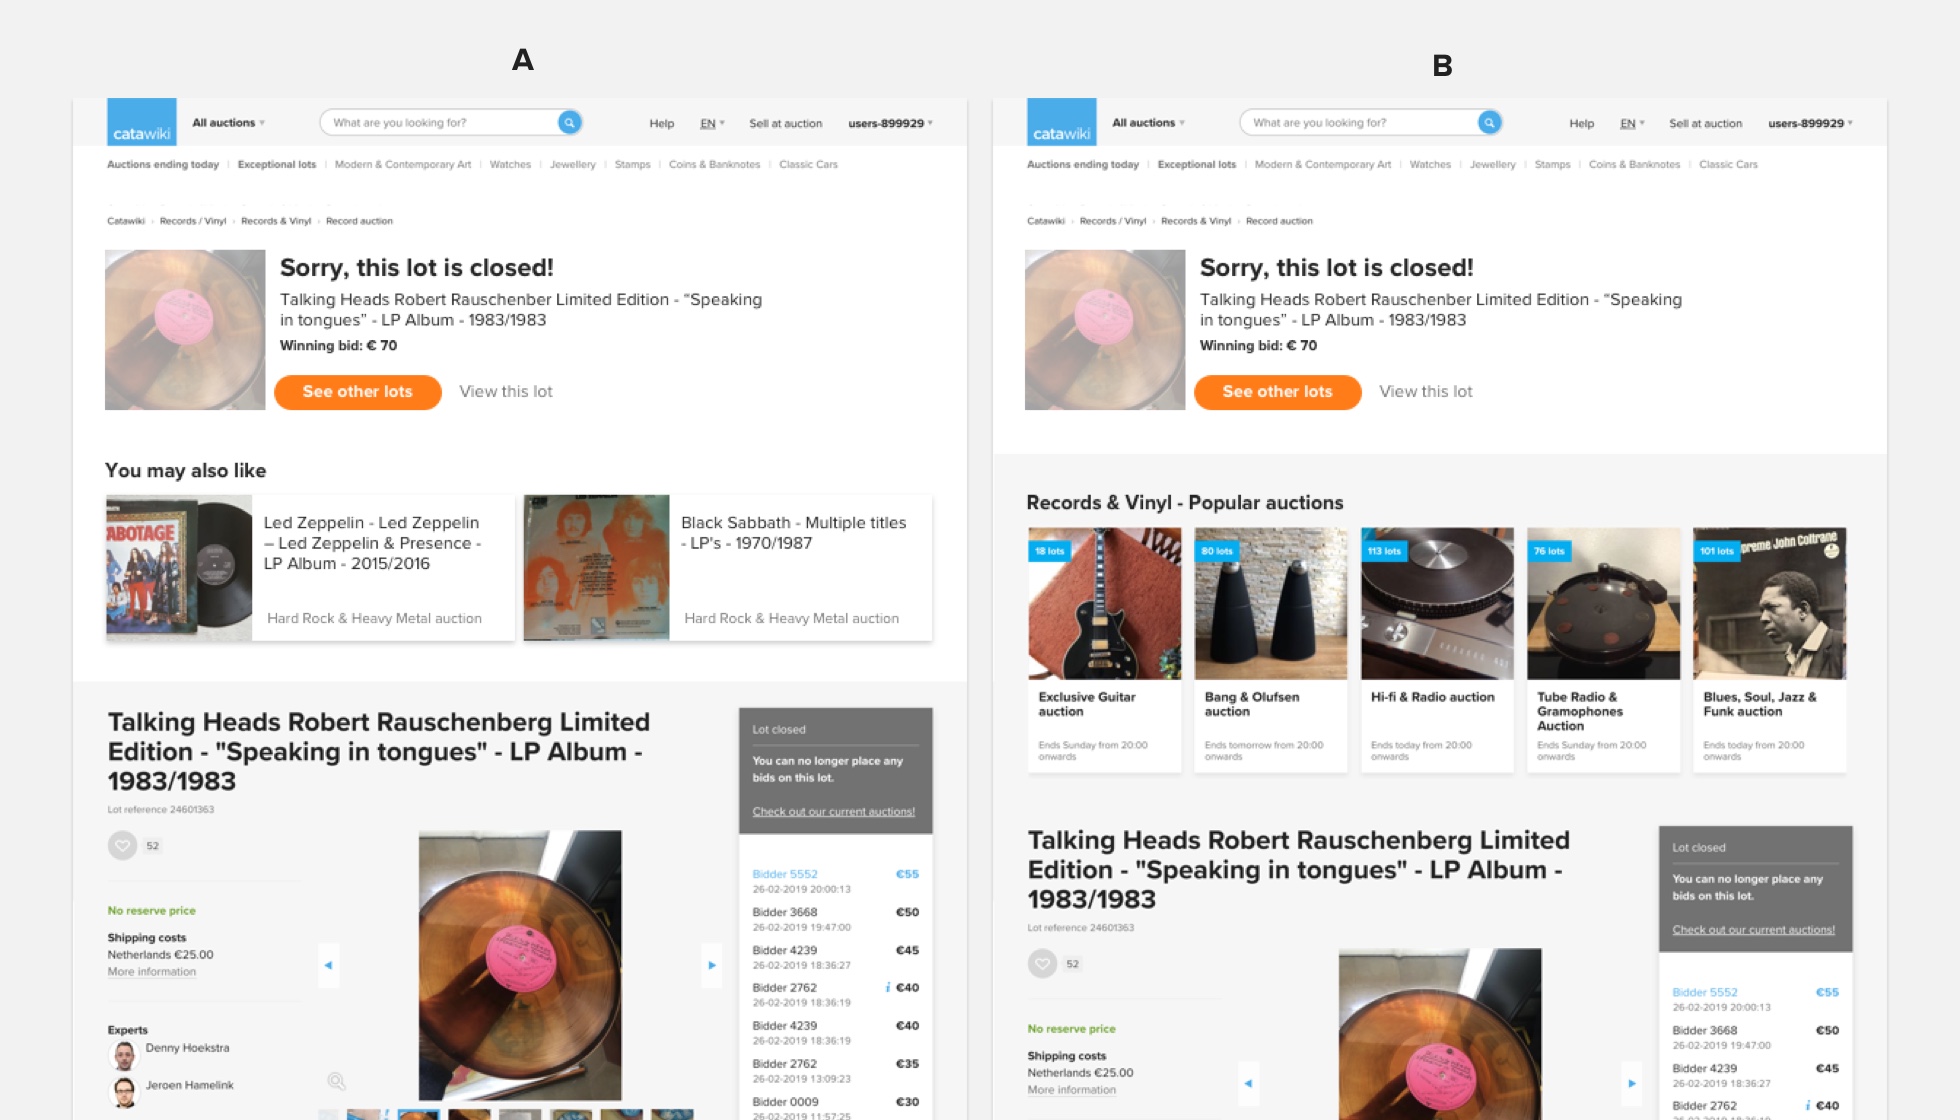 A
catawiki
All auctions
What are you looking for?
Help
EN
Sell at auction
users-899929
Auctions ending today
Exceptional lots
Modern & Contemporary Art
Watches
Jewellery
Stamps
Coins & Banknotes
Classic Cars
Catawiki › Records / Vinyl › Records & Vinyl › Record auction
Sorry, this lot is closed!
Talking Heads Robert Rauschenber Limited Edition - “Speaking
in tongues” - LP Album - 1983/1983
Winning bid: € 70
See other lots
View this lot
You may also like
SABOTAGE
Led Zeppelin - Led Zeppelin
– Led Zeppelin & Presence -
LP Album - 2015/2016
Hard Rock & Heavy Metal auction
Black Sabbath - Multiple titles
- LP's - 1970/1987
Hard Rock & Heavy Metal auction
Talking Heads Robert Rauschenberg Limited
Edition - "Speaking in tongues" - LP Album -
1983/1983
Lot reference 24601363
52
No reserve price
Shipping costs
Netherlands €25.00
More information
Experts
Denny Hoekstra
Jeroen Hamelink
Lot closed
You can no longer place any
bids on this lot.
Check out our current auctions!
Bidder 5552 €55
26-02-2019 20:00:13
Bidder 3668 €50
26-02-2019 19:47:00
Bidder 4239 €45
26-02-2019 18:36:27
Bidder 2762 i €40
26-02-2019 18:36:19
Bidder 4239 €40
26-02-2019 18:36:19
Bidder 2762 €35
26-02-2019 13:09:23
Bidder 0009 €30
26-02-2019 11:57:25
B
catawiki
All auctions
What are you looking for?
Help
EN
Sell at auction
users-899929
Auctions ending today
Exceptional lots
Modern & Contemporary Art
Watches
Jewellery
Stamps
Coins & Banknotes
Classic Cars
Catawiki › Records / Vinyl › Records & Vinyl › Record auction
Sorry, this lot is closed!
Talking Heads Robert Rauschenber Limited Edition - “Speaking
in tongues” - LP Album - 1983/1983
Winning bid: € 70
See other lots
View this lot
Records & Vinyl - Popular auctions
18 lots
Exclusive Guitar
auction
Ends Sunday from 20:00
onwards
80 lots
Bang & Olufsen
auction
Ends tomorrow from 20:00
onwards
113 lots
Hi-fi & Radio auction
Ends today from 20:00
onwards
76 lots
Tube Radio &
Gramophones
Auction
Ends Sunday from 20:00
onwards
101 lots
preme John Coltrane
Blues, Soul, Jazz &
Funk auction
Ends today from 20:00
onwards
Talking Heads Robert Rauschenberg Limited
Edition - "Speaking in tongues" - LP Album -
1983/1983
Lot reference 24601363
52
No reserve price
Shipping costs
Netherlands €25.00
More information
Lot closed
You can no longer place any
bids on this lot.
Check out our current auctions!
Bidder 5552 €55
26-02-2019 20:00:13
Bidder 3668 €50
26-02-2019 19:47:00
Bidder 4239 €45
26-02-2019 18:36:27
Bidder 2762 i €40
26-02-2019 18:36:19